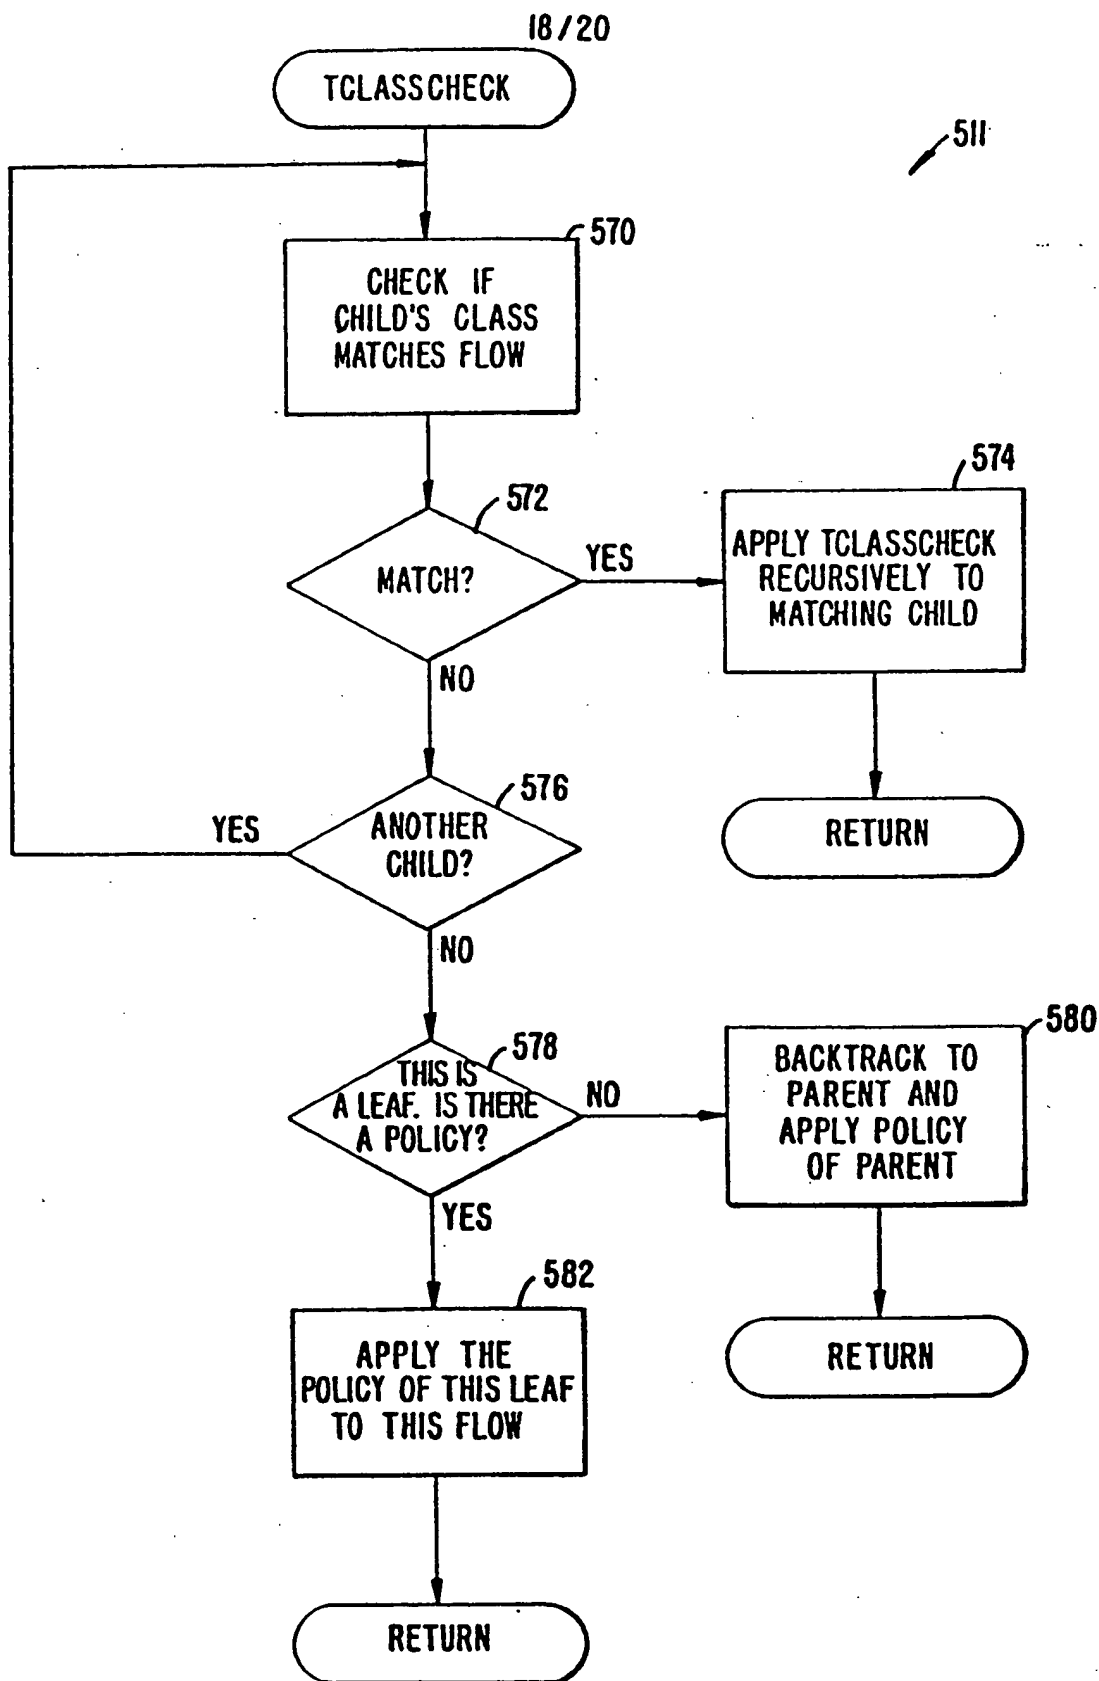 18/20
TCLASSCHECK
511
570
CHECK IF
CHILD'S CLASS
MATCHES FLOW
572
MATCH?
YES
574
APPLY TCLASSCHECK
RECURSIVELY TO
MATCHING CHILD
NO
RETURN
576
ANOTHER
CHILD?
YES
NO
578
THIS IS
A LEAF. IS THERE
A POLICY?
NO
580
BACKTRACK TO
PARENT AND
APPLY POLICY
OF PARENT
YES
RETURN
582
APPLY THE
POLICY OF THIS LEAF
TO THIS FLOW
RETURN